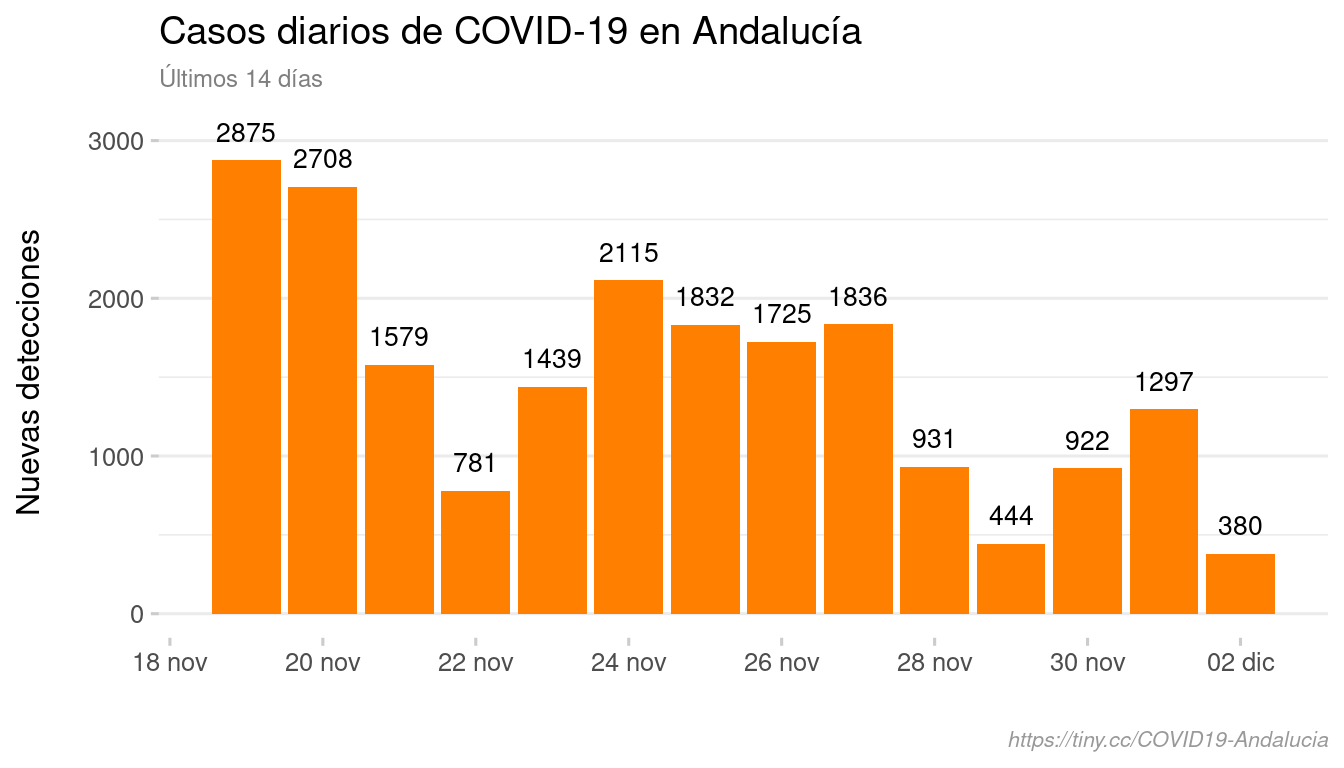 Casos diarios de COVID-19 en Andalucía
Últimos 14 días
Nuevas detecciones
3000
2000
1000
0
2875
2708
1579
781
1439
2115
1832
1725
1836
931
444
922
1297
380
18 nov
20 nov
22 nov
24 nov
26 nov
28 nov
30 nov
02 dic
https://tiny.cc/COVID19-Andalucia